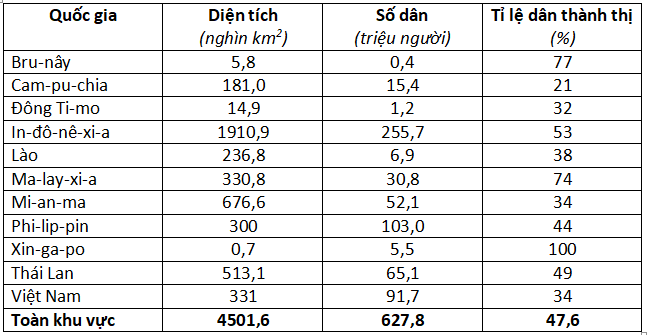 Quốc gia Diện tích Số dân Tỉ lệ dân thành thị
(nghìn km²) (triệu người) (%)
Bru-nây 5,8 0,4 77
Cam-pu-chia 181,0 15,4 21
Đông Ti-mo 14,9 1,2 32
In-đô-nê-xi-a 1910,9 255,7 53
Lào 236,8 6,9 38
Ma-lay-xi-a 330,8 30,8 74
Mi-an-ma 676,6 52,1 34
Phi-lip-pin 300 103,0 44
Xin-ga-po 0,7 5,5 100
Thái Lan 513,1 65,1 49
Việt Nam 331 91,7 34
Toàn khu vực 4501,6 627,8 47,6